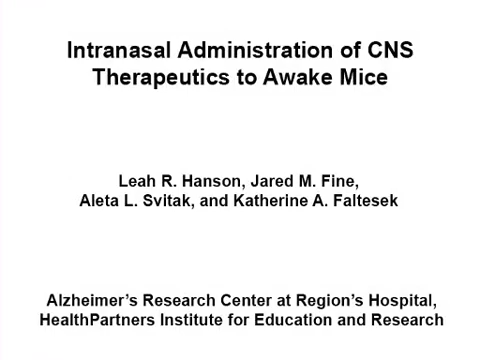 Intranasal Administration of CNS
Therapeutics to Awake Mice
Leah R. Hanson, Jared M. Fine,
Aleta L. Svitak, and Katherine A. Faltesek
Alzheimer’s Research Center at Region’s Hospital,
HealthPartners Institute for Education and Research